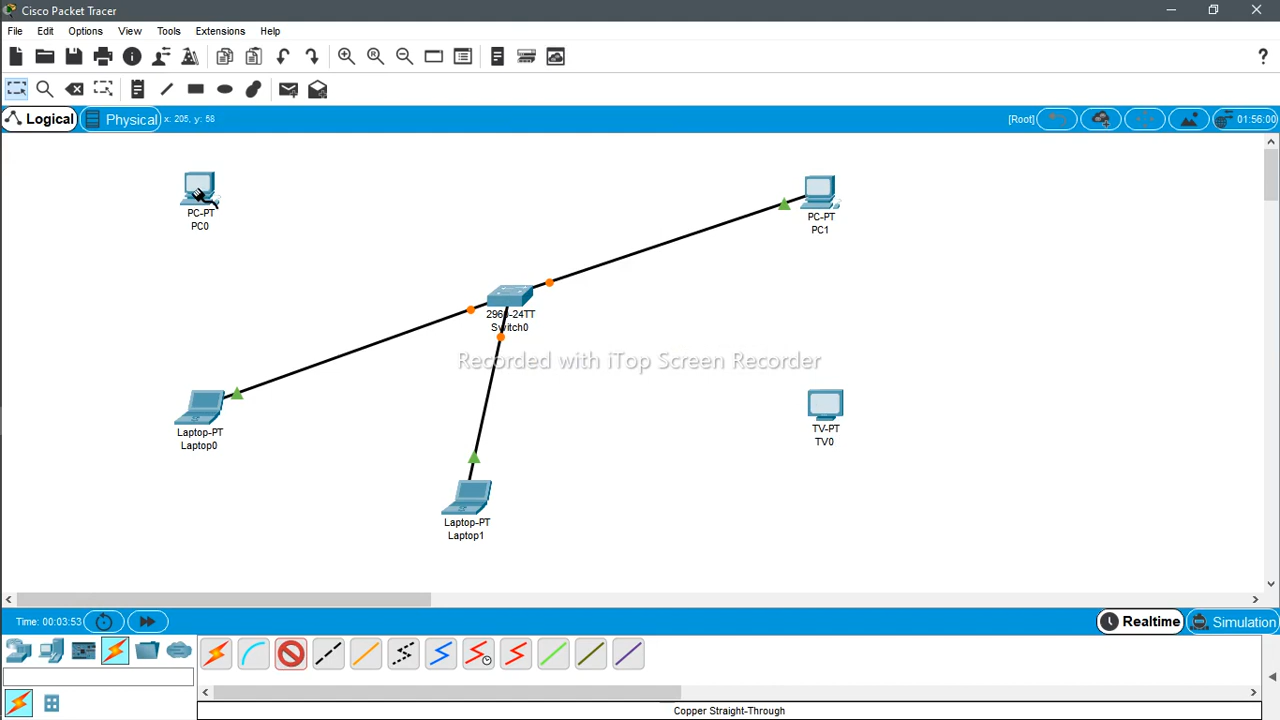 Cisco Packet Tracer
File Edit Options View Tools Extensions Help
Logical Physical x: 205, y: 58 [Root] 01:56:00
PC-PT
PC0
PC-PT
PC1
2960-24TT
Switch0
Recorded with iTop Screen Recorder
Laptop-PT
Laptop0
TV-PT
TV0
Laptop-PT
Laptop1
Time: 00:03:53 Realtime Simulation
Copper Straight-Through